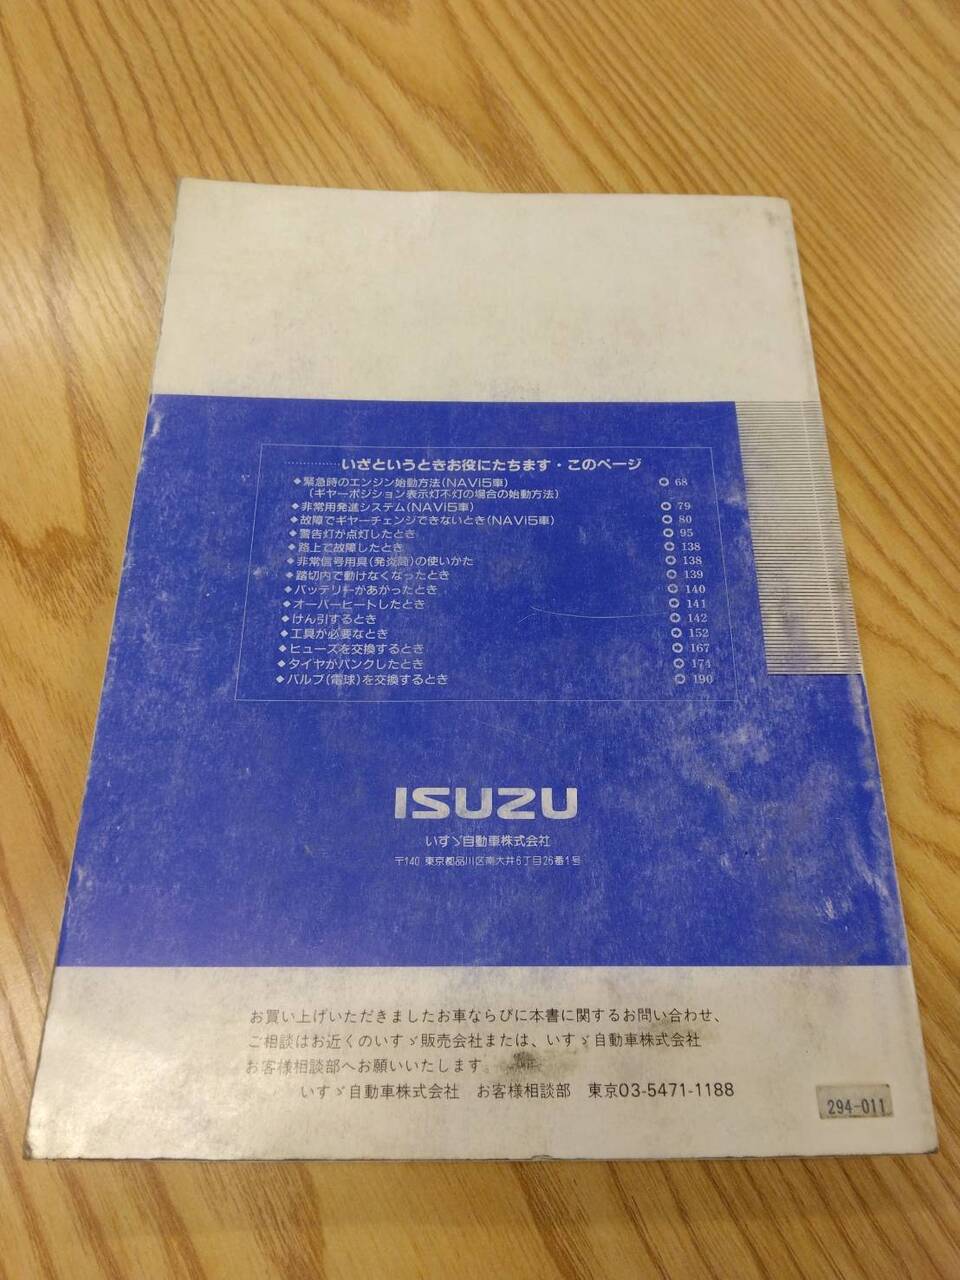 いざというときお役にたちます・このページ
◆緊急時のエンジン始動方法(NAVi5車) 68
(ギヤーポジション表示灯不灯の場合の始動方法)
◆非常用発進システム(NAVi5車) 79
◆故障でギヤーチェンジできないとき(NAVi5車) 80
◆警告灯が点灯したとき 95
◆路上で故障したとき 138
◆非常信号用具(発炎筒)の使いかた 138
◆踏切内で動けなくなったとき 139
◆バッテリーがあがったとき 140
◆オーバーヒートしたとき 141
◆けん引するとき 142
◆工具が必要なとき 152
◆ヒューズを交換するとき 167
◆タイヤがパンクしたとき 174
◆バルブ(電球)を交換するとき 190
ISUZU
いすゞ自動車株式会社
〒140 東京都品川区南大井6丁目26番1号
お買い上げいただきましたお車ならびに本書に関するお問い合わせ、
ご相談はお近くのいすゞ販売会社または、いすゞ自動車株式会社
お客様相談部へお願いいたします。
いすゞ自動車株式会社 お客様相談部 東京03-5471-1188
294-011